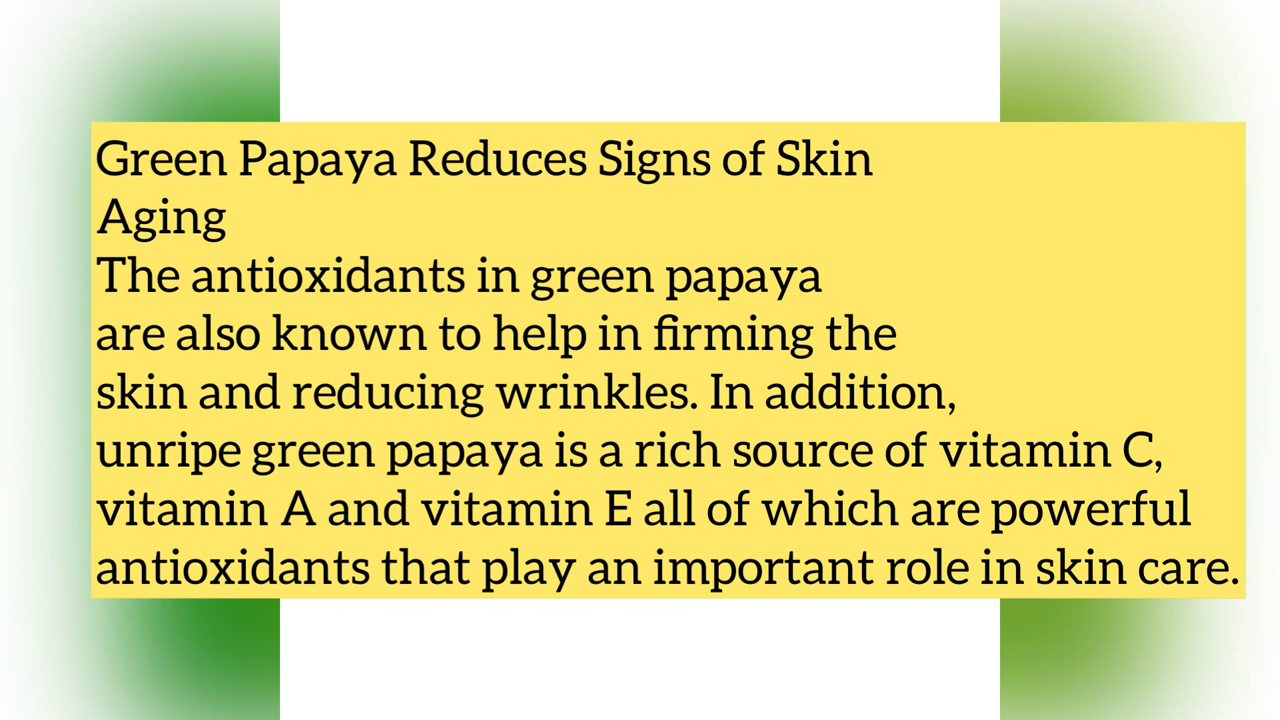 Green Papaya Reduces Signs of Skin
Aging
The antioxidants in green papaya
are also known to help in firming the
skin and reducing wrinkles. In addition,
unripe green papaya is a rich source of vitamin C,
vitamin A and vitamin E all of which are powerful
antioxidants that play an important role in skin care.